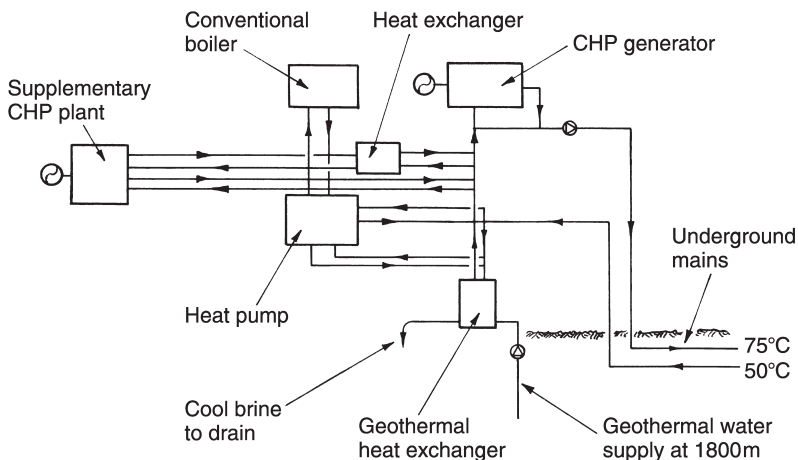 Conventional
boiler
Heat exchanger
CHP generator
Supplementary
CHP plant
Underground
mains
Heat pump
75°C
50°C
Cool brine
to drain
Geothermal
heat exchanger
Geothermal water
supply at 1800m